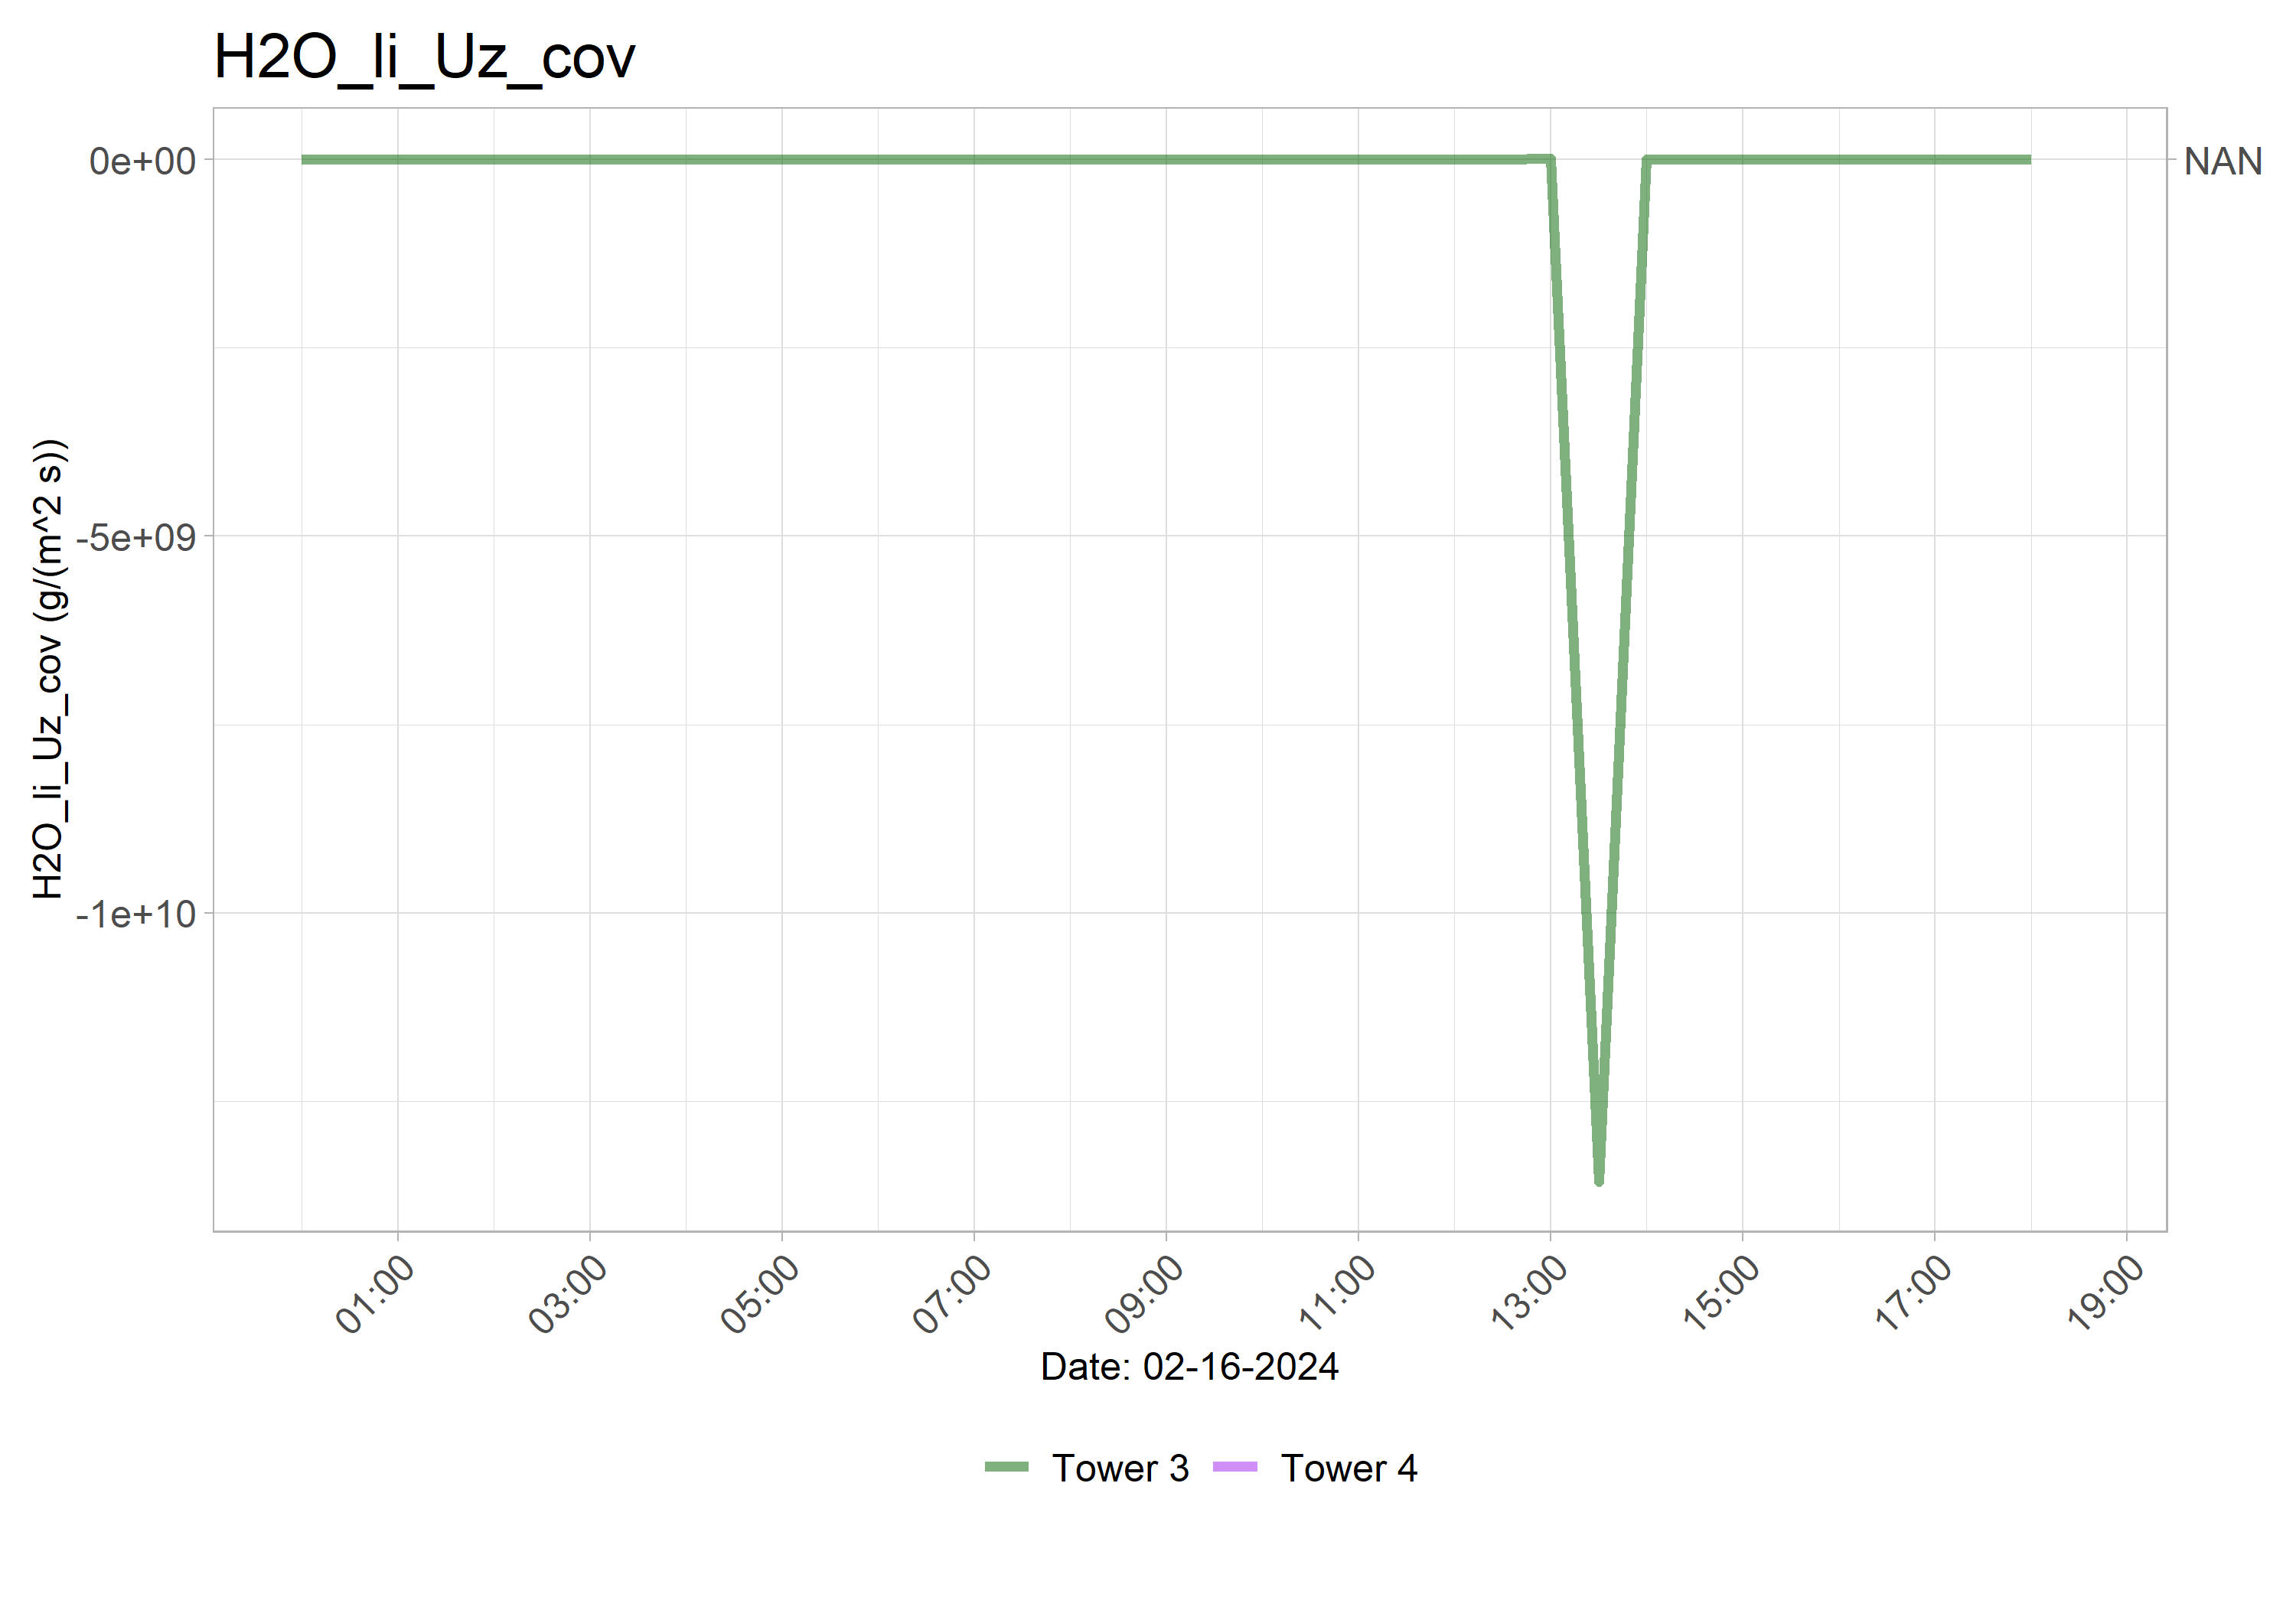 H2O_li_Uz_cov
0e+00
NAN
-5e+09
-1e+10
H2O_li_Uz_cov (g/(m^2 s))
01:00 03:00 05:00 07:00 09:00 11:00 13:00 15:00 17:00 19:00
Date: 02-16-2024
Tower 3 Tower 4